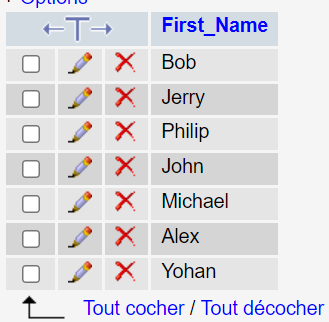 Options
First_Name
Bob
Jerry
Philip
John
Michael
Alex
Yohan
Tout cocher / Tout décocher